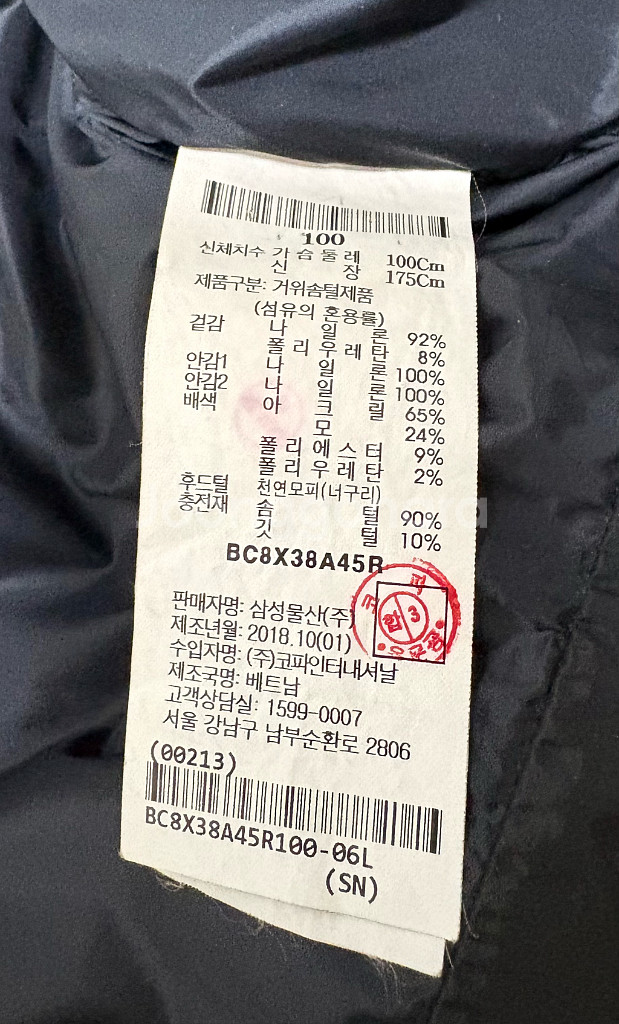 100
신체치수 가슴둘레 100Cm
신장 175Cm
제품구분: 거위솜털제품
(섬유의 혼용률)
겉감 나일론 92%
폴리우레탄 8%
안감1 나일론 100%
안감2 나일론 100%
배색 아크릴 65%
모 24%
폴리에스터 9%
폴리우레탄 2%
후드털 천연모피(너구리)
충전재 솜털 90%
깃털 10%
BC8X38A45R
판매자명: 삼성물산(주)
제조년월: 2018.10(01)
수입자명: (주)코파인터내셔날
제조국명: 베트남
고객상담실: 1599-0007
서울 강남구 남부순환로 2806
(00213)
BC8X38A45R100-06L
(SN)
합 3